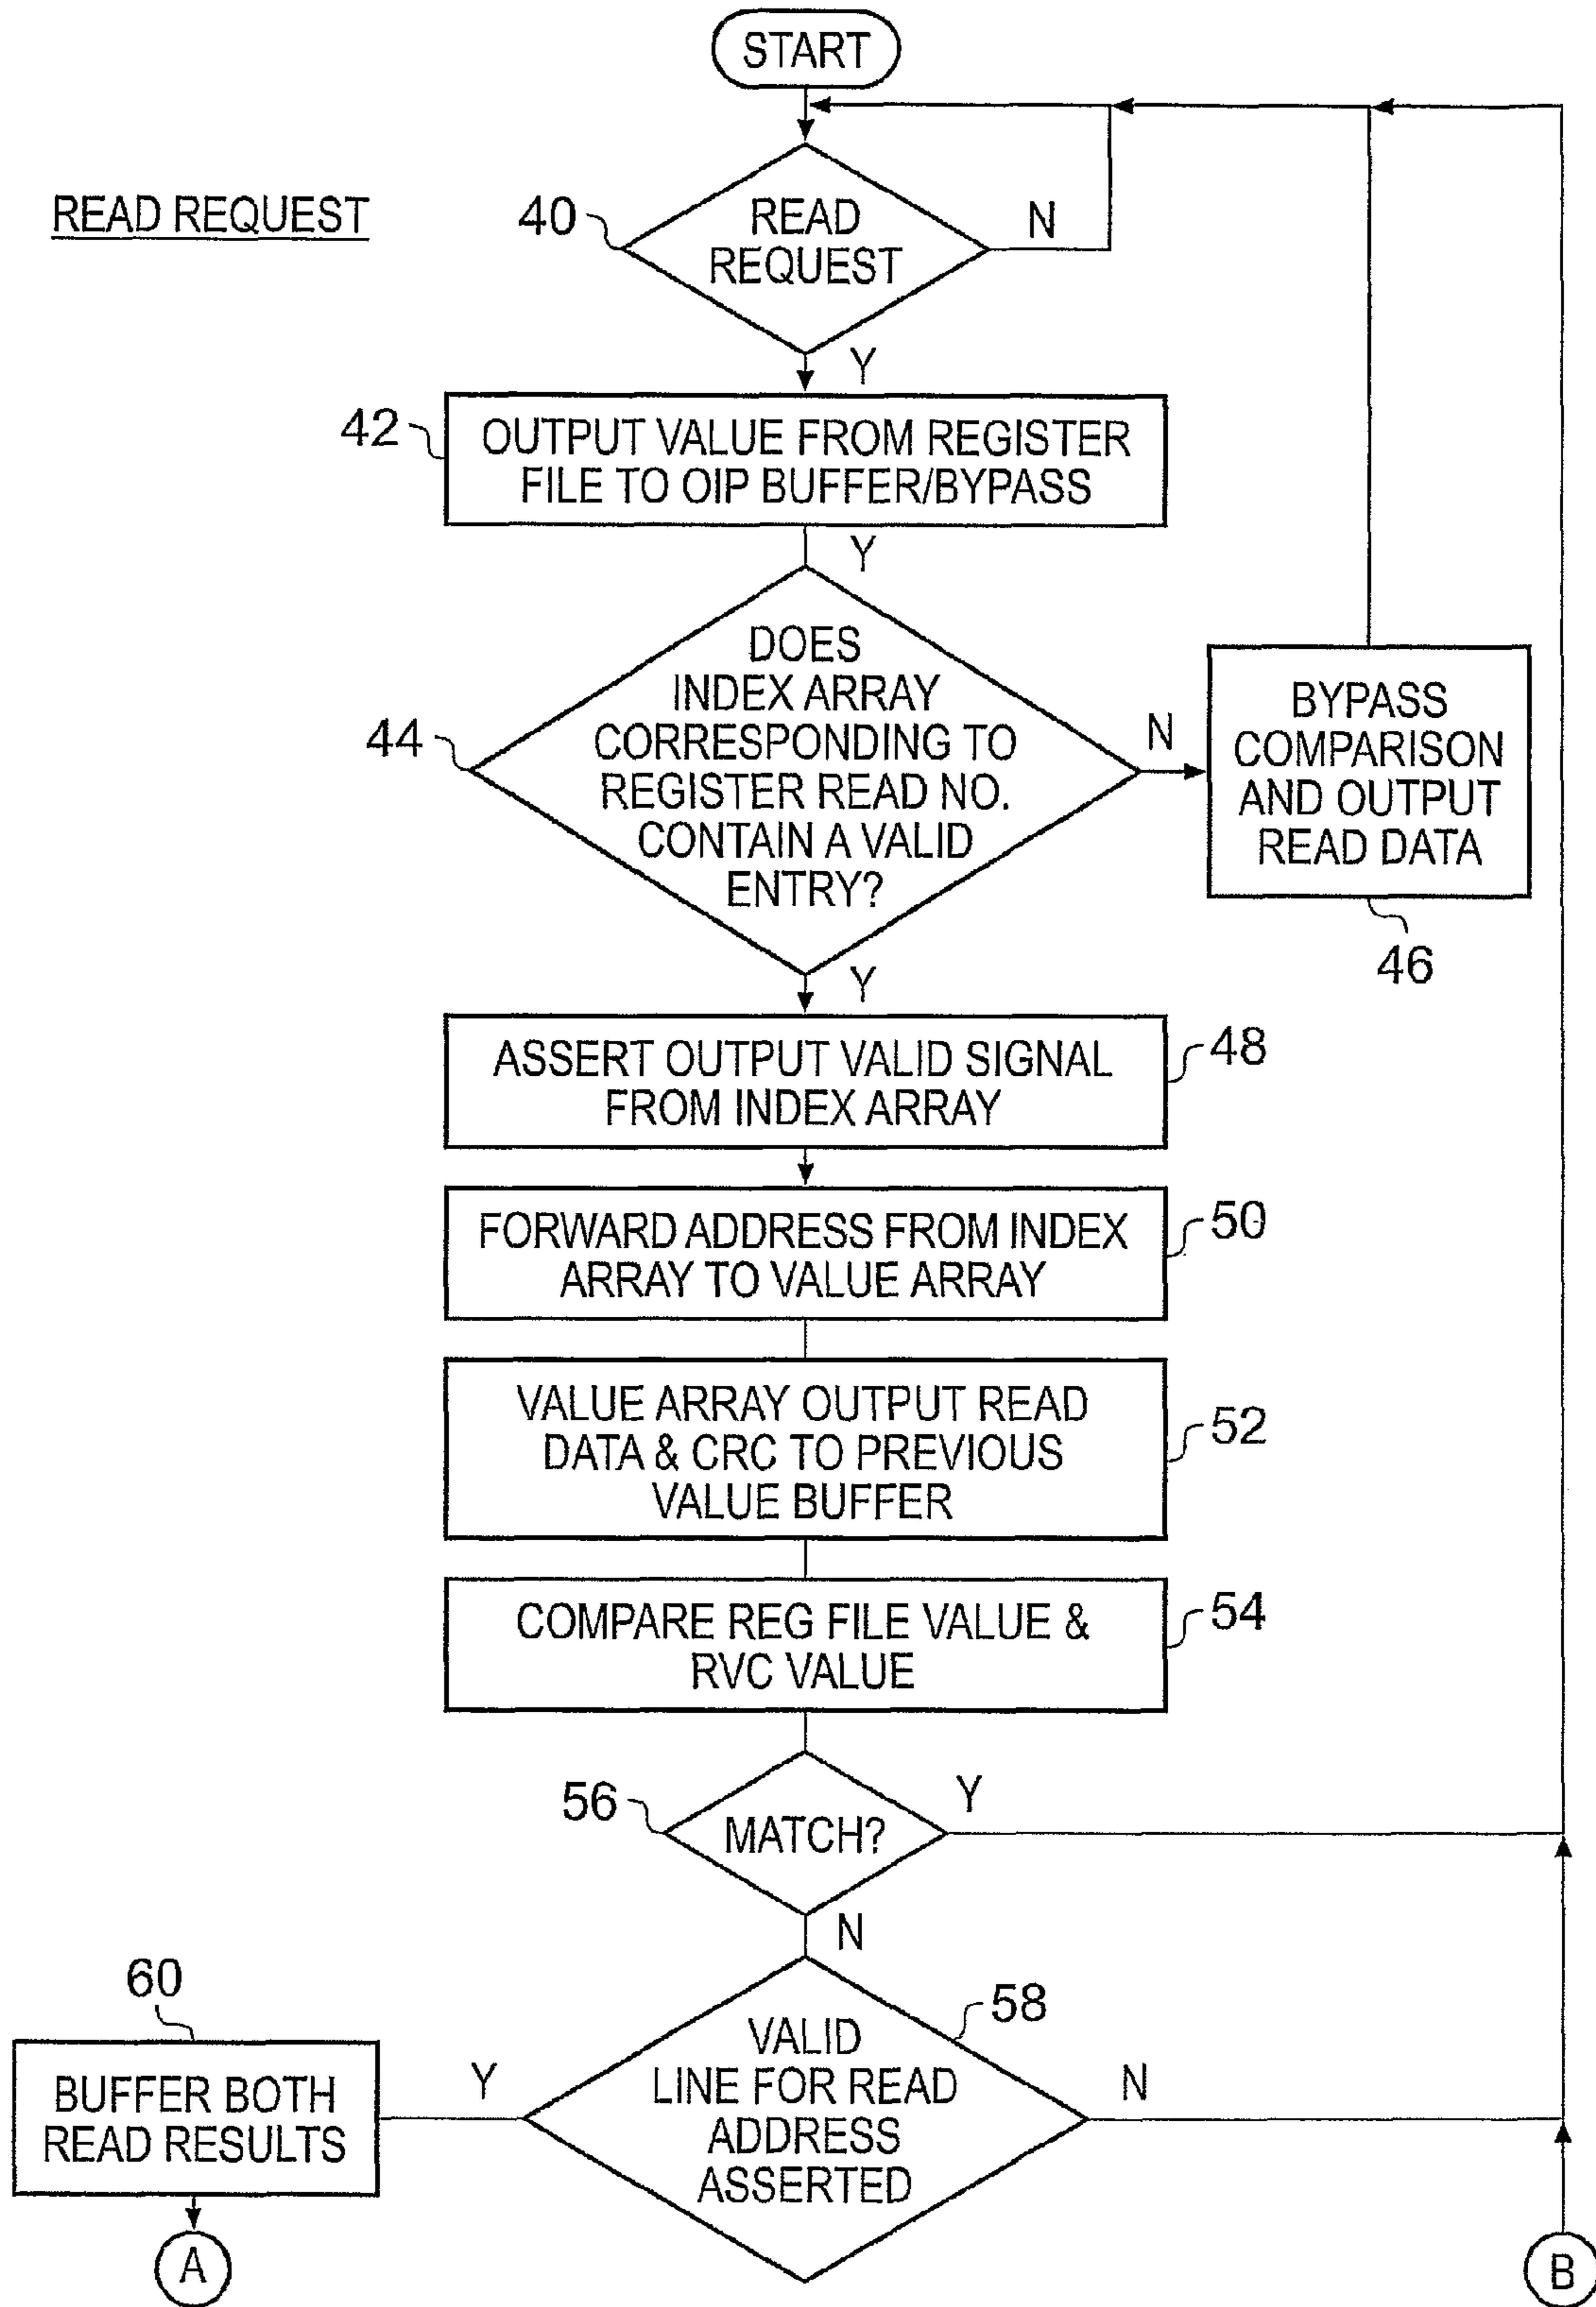 START
READ REQUEST
40
READ
REQUEST
N
Y
42
OUTPUT VALUE FROM REGISTER
FILE TO OIP BUFFER/BYPASS
Y
44
DOES
INDEX ARRAY
CORRESPONDING TO
REGISTER READ NO.
CONTAIN A VALID
ENTRY?
N
BYPASS
COMPARISON
AND OUTPUT
READ DATA
46
Y
ASSERT OUTPUT VALID SIGNAL
FROM INDEX ARRAY
48
FORWARD ADDRESS FROM INDEX
ARRAY TO VALUE ARRAY
50
VALUE ARRAY OUTPUT READ
DATA & CRC TO PREVIOUS
VALUE BUFFER
52
COMPARE REG FILE VALUE &
RVC VALUE
54
56
MATCH?
Y
N
60
BUFFER BOTH
READ RESULTS
Y
58
VALID
LINE FOR READ
ADDRESS
ASSERTED
N
A
B